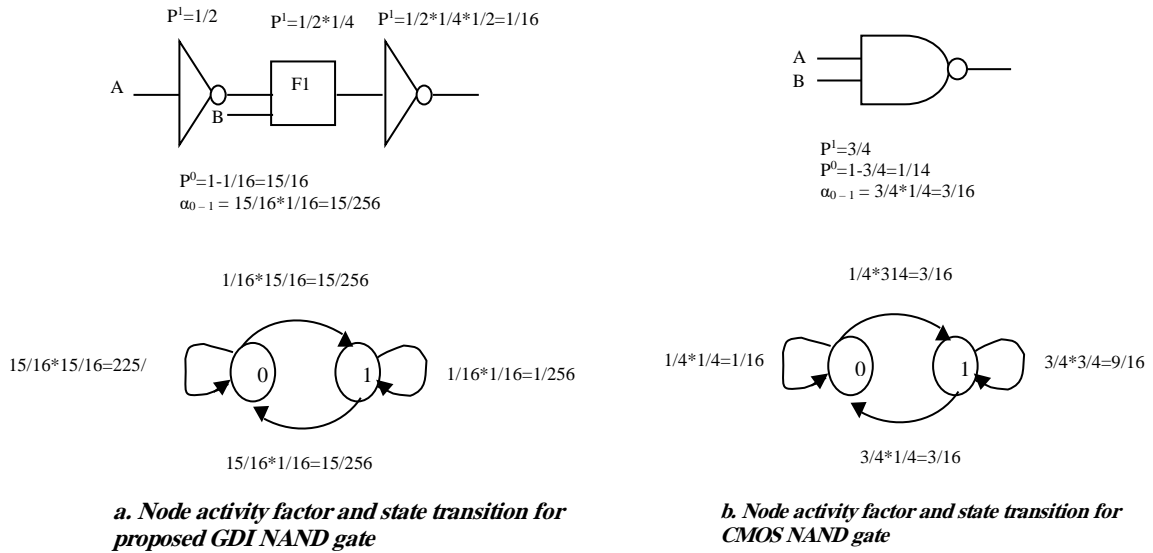 P¹=1/2
P¹=1/2*1/4
P¹=1/2*1/4*1/2=1/16
A
B
F1
P⁰=1-1/16=15/16
α₀₋₁ = 15/16*1/16=15/256
1/16*15/16=15/256
15/16*15/16=225/
0
1
1/16*1/16=1/256
15/16*1/16=15/256
a. Node activity factor and state transition for
proposed GDI NAND gate
A
B
P¹=3/4
P⁰=1-3/4=1/14
α₀₋₁ = 3/4*1/4=3/16
1/4*314=3/16
1/4*1/4=1/16
0
1
3/4*3/4=9/16
3/4*1/4=3/16
b. Node activity factor and state transition for
CMOS NAND gate